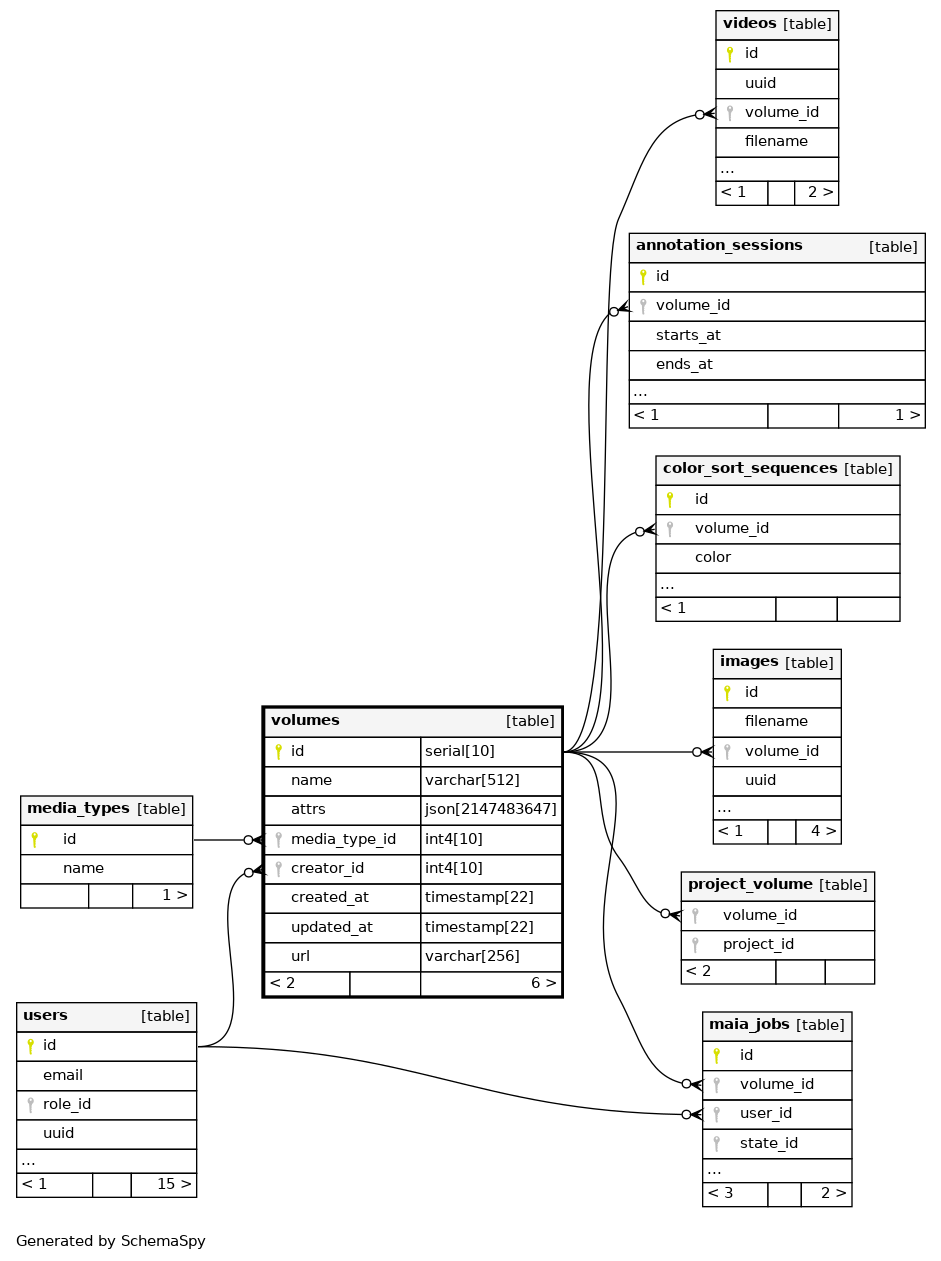 videos [table]
id
uuid
volume_id
filename
...
< 1 2 >
annotation_sessions [table]
id
volume_id
starts_at
ends_at
...
< 1 1 >
color_sort_sequences [table]
id
volume_id
color
...
< 1
images [table]
id
filename
volume_id
uuid
...
< 1 4 >
volumes [table]
id serial[10]
name varchar[512]
attrs json[2147483647]
media_type_id int4[10]
creator_id int4[10]
created_at timestamp[22]
updated_at timestamp[22]
url varchar[256]
< 2 6 >
media_types [table]
id
name
1 >
project_volume [table]
volume_id
project_id
< 2
users [table]
id
email
role_id
uuid
...
< 1 15 >
maia_jobs [table]
id
volume_id
user_id
state_id
...
< 3 2 >
Generated by SchemaSpy